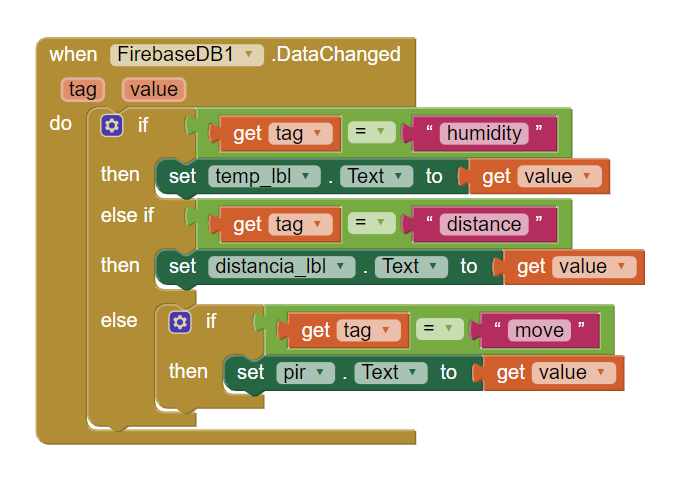 when FirebaseDB1 .DataChanged
tag value
do if get tag = “ humidity ”
then set temp_lbl . Text to get value
else if get tag = “ distance ”
then set distancia_lbl . Text to get value
else if get tag = “ move ”
then set pir . Text to get value